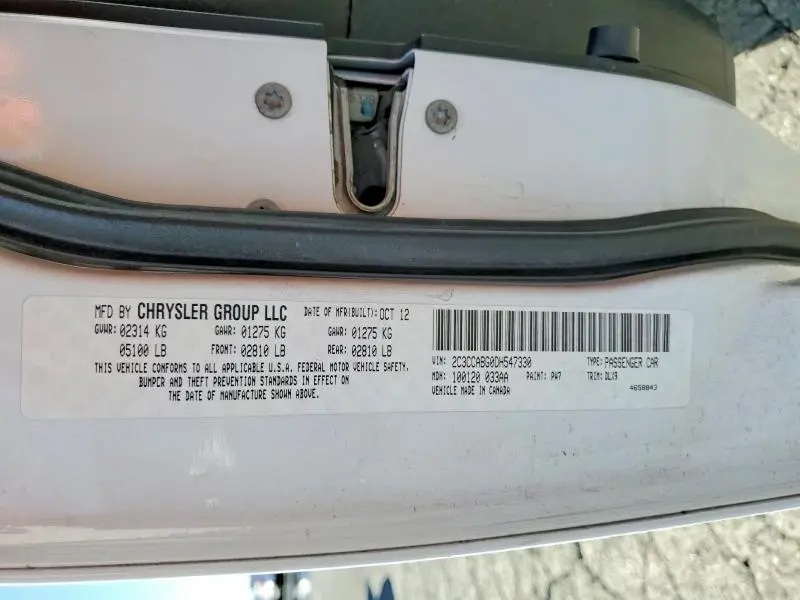 MFD BY CHRYSLER GROUP LLC DATE OF MFR(BUILT): OCT 12
GVWR: 02314 KG GAWR: 01275 KG GAWR: 01275 KG
05100 LB FRONT: 02810 LB REAR: 02810 LB
THIS VEHICLE CONFORMS TO ALL APPLICABLE U.S.A. FEDERAL MOTOR VEHICLE SAFETY,
BUMPER AND THEFT PREVENTION STANDARDS IN EFFECT ON
THE DATE OF MANUFACTURE SHOWN ABOVE.
VIN: 2C3CCABG0DH547330 TYPE: PASSENGER CAR
MDH: 100120 033AA PAINT: PW7 TRIM: DLX9
VEHICLE MADE IN CANADA 4658843